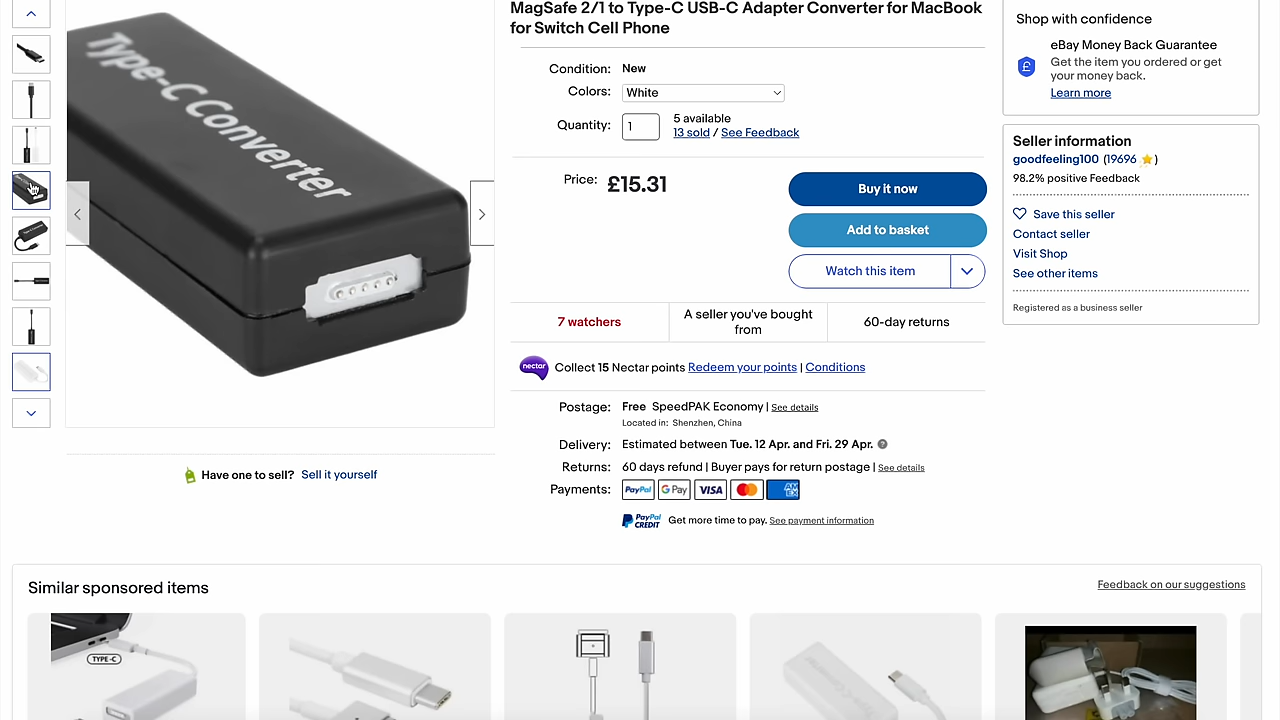 MagSafe 2/1 to Type-C USB-C Adapter Converter for MacBook
for Switch Cell Phone
Type-C Converter
Condition: New
Colors: White
Quantity: 1
5 available
13 sold / See Feedback
Price: £15.31
Buy it now
Add to basket
Watch this item
7 watchers
A seller you've bought
from
60-day returns
nectar Collect 15 Nectar points Redeem your points | Conditions
Postage: Free SpeedPAK Economy | See details
Located in: Shenzhen, China
Delivery: Estimated between Tue. 12 Apr. and Fri. 29 Apr. ?
Returns: 60 days refund | Buyer pays for return postage | See details
Payments: PayPal G Pay VISA AM EX
PayPal CREDIT Get more time to pay. See payment information
Have one to sell? Sell it yourself
Shop with confidence
eBay Money Back Guarantee
£ Get the item you ordered or get
your money back.
Learn more
Seller information
goodfeeling100 (19696 )
98.2% positive Feedback
Save this seller
Contact seller
Visit Shop
See other items
Registered as a business seller
Similar sponsored items
Feedback on our suggestions
TYPE-C